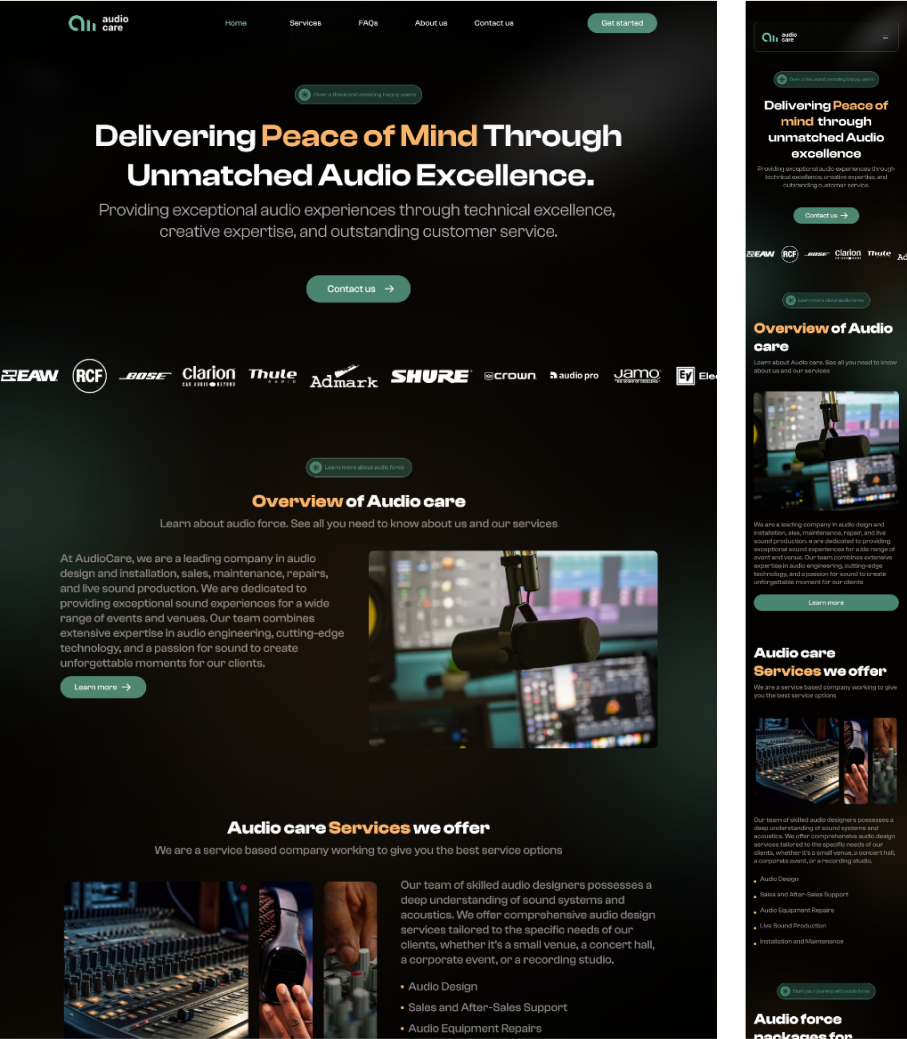 audio
care
Home
Services
FAQs
About us
Contact us
Get started
Over a thousand amazing happy users
Delivering Peace of Mind Through
Unmatched Audio Excellence.
Providing exceptional audio experiences through technical excellence,
creative expertise, and outstanding customer service.
Contact us
EAW
RCF
BOSE
clarion
CAR AUDIO BEYOND
Thule
AUDIO
Admark
SHURE
crown
audio pro
JAMO
THE SOUND OF EXCELLENCE
EV
Elec
Learn more about audio force
Overview of Audio care
Learn about audio force. See all you need to know about us and our services
At AudioCare, we are a leading company in audio
design and installation, sales, maintenance, repairs,
and live sound production. We are dedicated to
providing exceptional sound experiences for a wide
range of events and venues. Our team combines
extensive expertise in audio engineering, cutting-edge
technology, and a passion for sound to create
unforgettable moments for our clients.
Learn more
Audio care Services we offer
We are a service based company working to give you the best service options
Our team of skilled audio designers possesses a
deep understanding of sound systems and
acoustics. We offer comprehensive audio design
services tailored to the specific needs of our
clients, whether it's a small venue, a concert hall,
a corporate event, or a recording studio.
• Audio Design
• Sales and After-Sales Support
• Audio Equipment Repairs
audio
care
Over a thousand amazing happy users
Delivering Peace of
mind through
unmatched Audio
excellence
Providing exceptional audio experiences through
technical excellence, creative expertise, and
outstanding customer service.
Contact us
EAW
RCF
BOSE
clarion
Thule
Ad
Learn more about audio force
Overview of Audio
care
Learn about Audio care. See all you need to know
about us and our services
We are a leading company in audio deign and
installation, ales, maintenance, repair, and live
sound production. e are dedicated to providing
exceptional sound experiences for a ide range of
event and venue. Our team combines extensive
expertise in audio engineering, cutting-edge
technology, and a passion for sound to create
unforgettable moment for our clients
Learn more
Audio care
Services we offer
We are a service based company working to give
you the best service options
Our team of skilled audio designers possesses a
deep understanding of sound systems and
acoustics. We offer comprehensive audio design
services tailored to the specific needs of our
clients, whether it's a small venue, a concert hall,
a corporate event, or a recording studio.
• Audio Design
• Sales and After-Sales Support
• Audio Equipment Repairs
• Live Sound Production
• Installation and Maintenance
Start your journey with audio force
Audio force
packages for